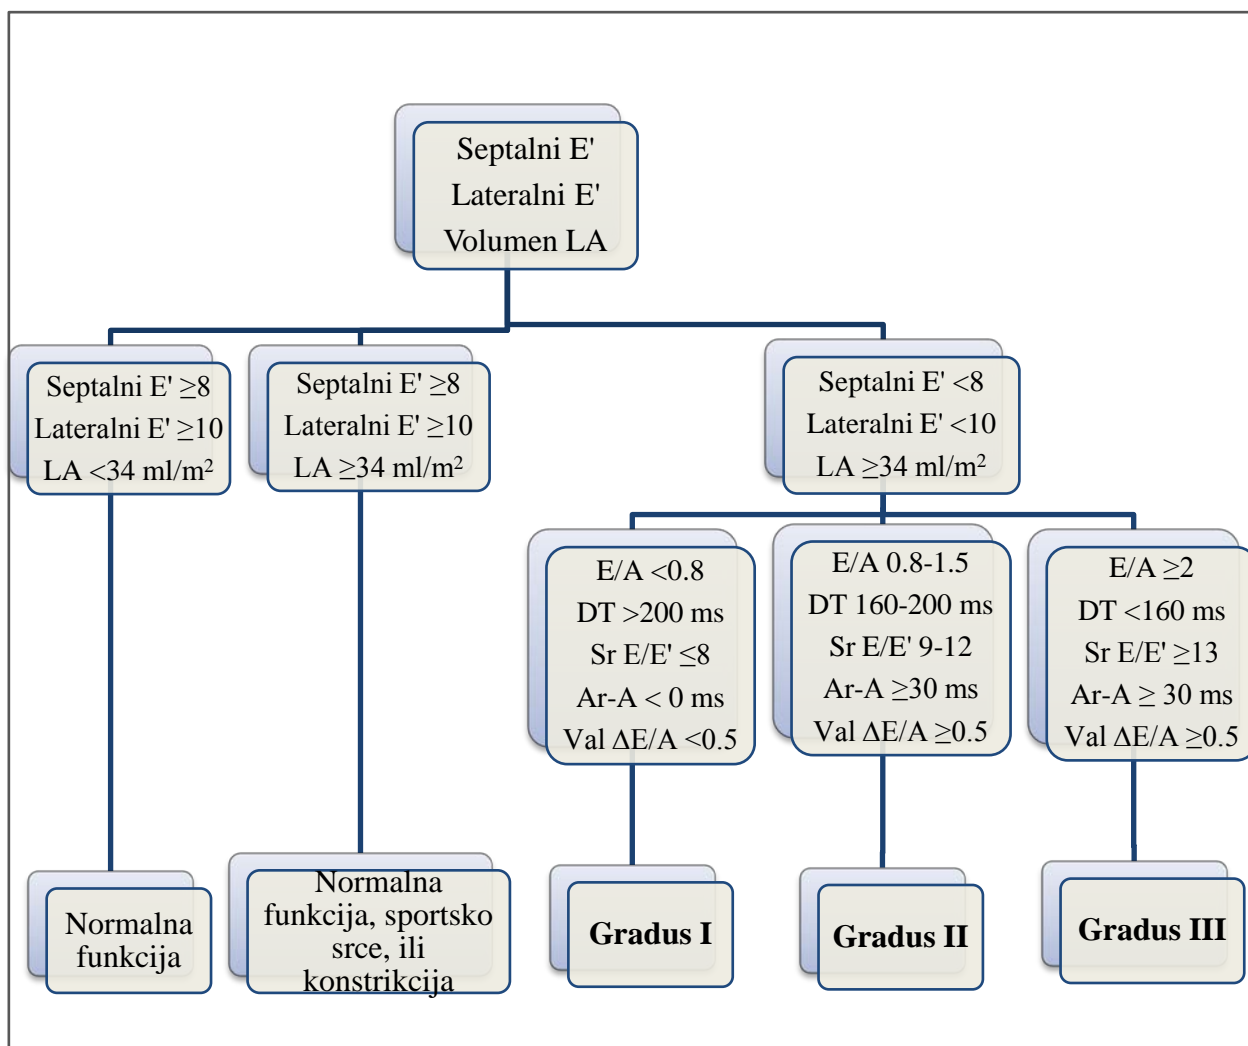 Septalni E'
Lateralni E'
Volumen LA
Septalni E' ≥8
Lateralni E' ≥10
LA <34 ml/m²
Septalni E' ≥8
Lateralni E' ≥10
LA ≥34 ml/m²
Septalni E' <8
Lateralni E' <10
LA ≥34 ml/m²
E/A <0.8
DT >200 ms
Sr E/E' ≤8
Ar-A < 0 ms
Val ΔE/A <0.5
E/A 0.8-1.5
DT 160-200 ms
Sr E/E' 9-12
Ar-A ≥30 ms
Val ΔE/A ≥0.5
E/A ≥2
DT <160 ms
Sr E/E' ≥13
Ar-A ≥ 30 ms
Val ΔE/A ≥0.5
Normalna
funkcija
Normalna
funkcija, sportsko
srce, ili
konstrikcija
Gradus I
Gradus II
Gradus III